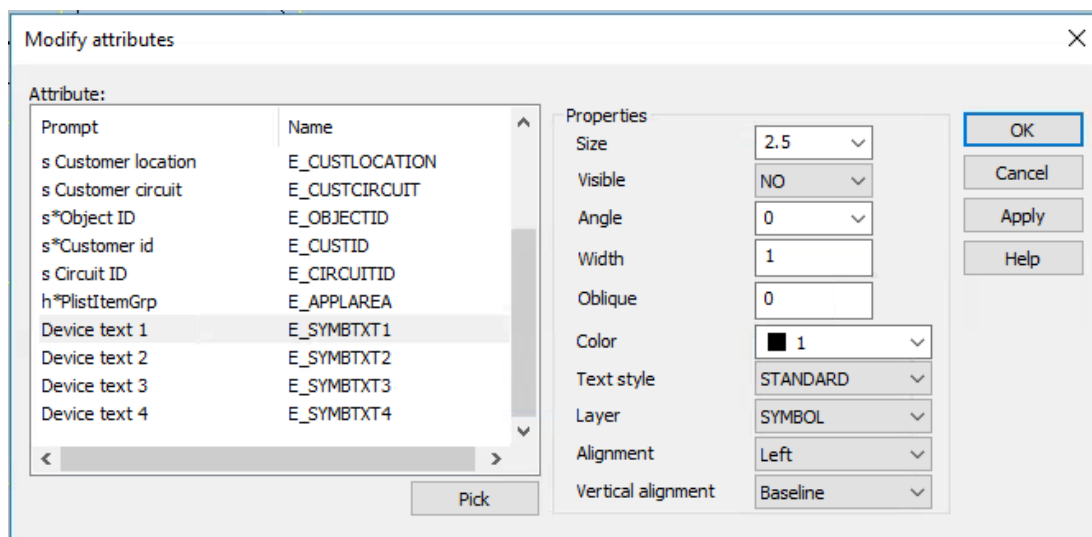 Modify attributes
Attribute:
Prompt Name
s Customer location E_CUSTLOCATION
s Customer circuit E_CUSTCIRCUIT
s*Object ID E_OBJECTID
s*Customer id E_CUSTID
s Circuit ID E_CIRCUITID
h*PlistItemGrp E_APPLAREA
Device text 1 E_SYMBTXT1
Device text 2 E_SYMBTXT2
Device text 3 E_SYMBTXT3
Device text 4 E_SYMBTXT4
Pick
Properties
Size 2.5
Visible NO
Angle 0
Width 1
Oblique 0
Color 1
Text style STANDARD
Layer SYMBOL
Alignment Left
Vertical alignment Baseline
OK
Cancel
Apply
Help